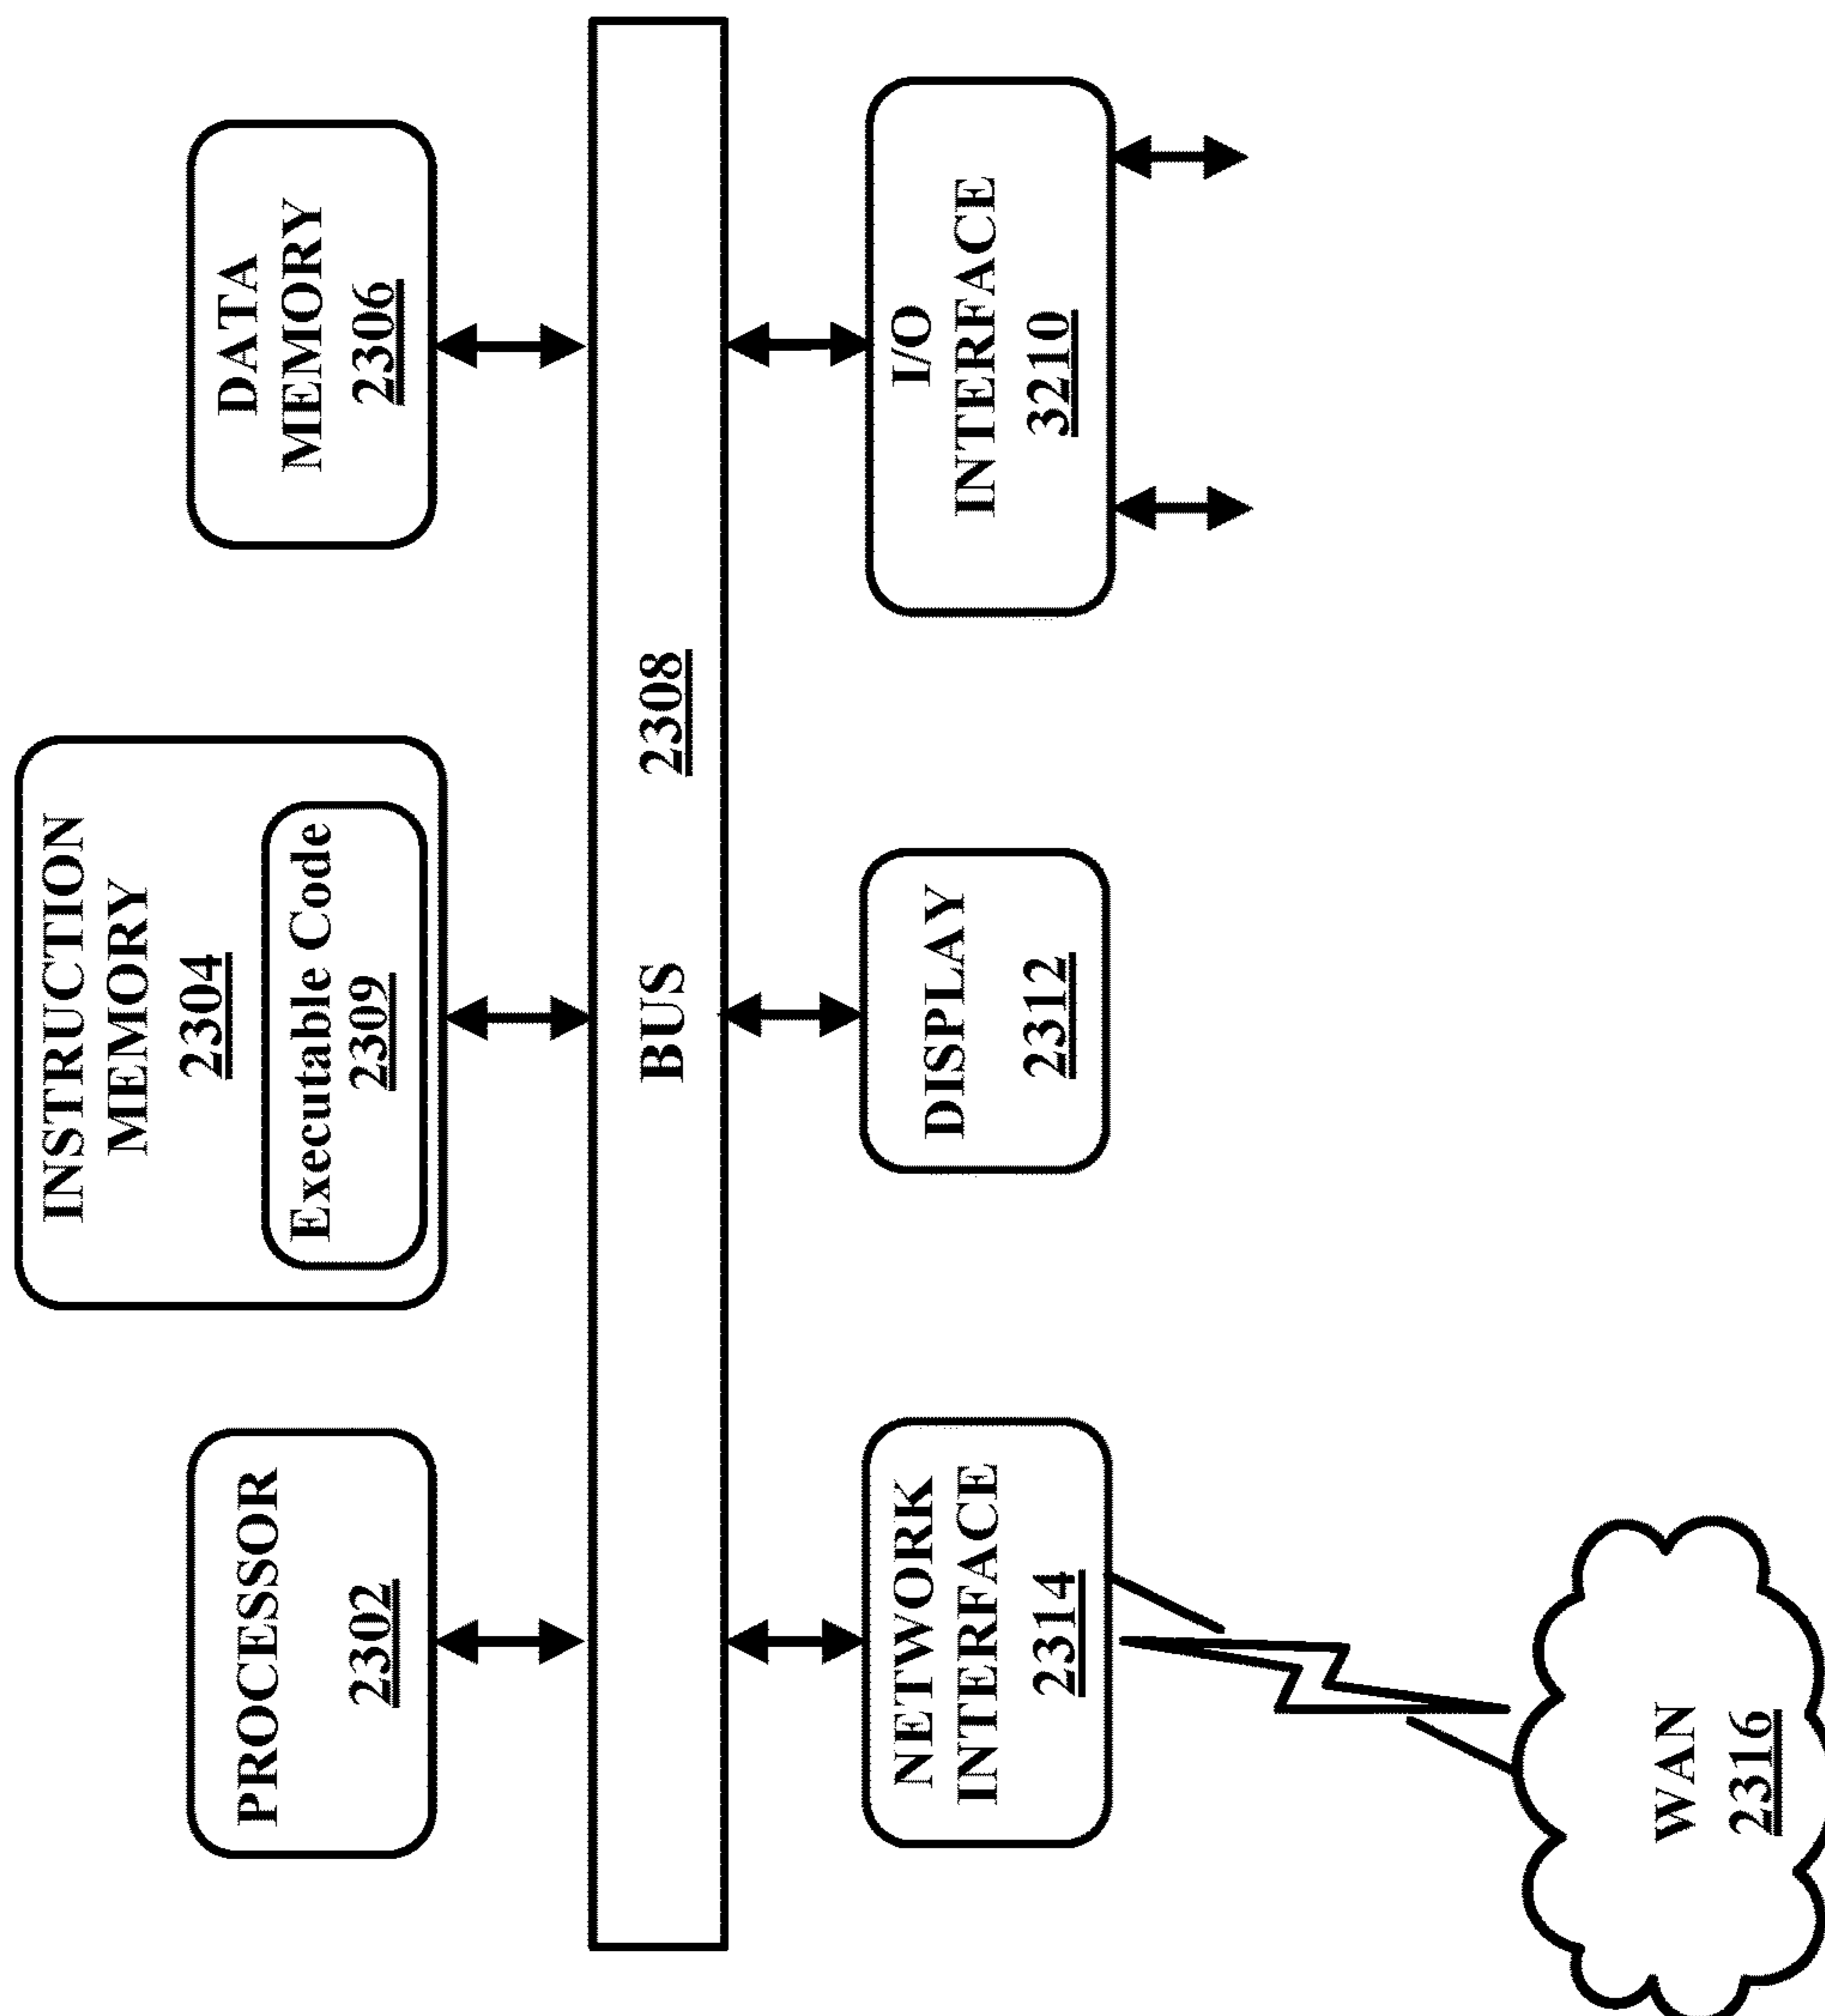 PROCESSOR
2302
INSTRUCTION
MEMORY
2304
Executable Code
2309
DATA
MEMORY
2306
BUS
2308
NETWORK
INTERFACE
2314
DISPLAY
2312
I/O
INTERFACE
3210
WAN
2316